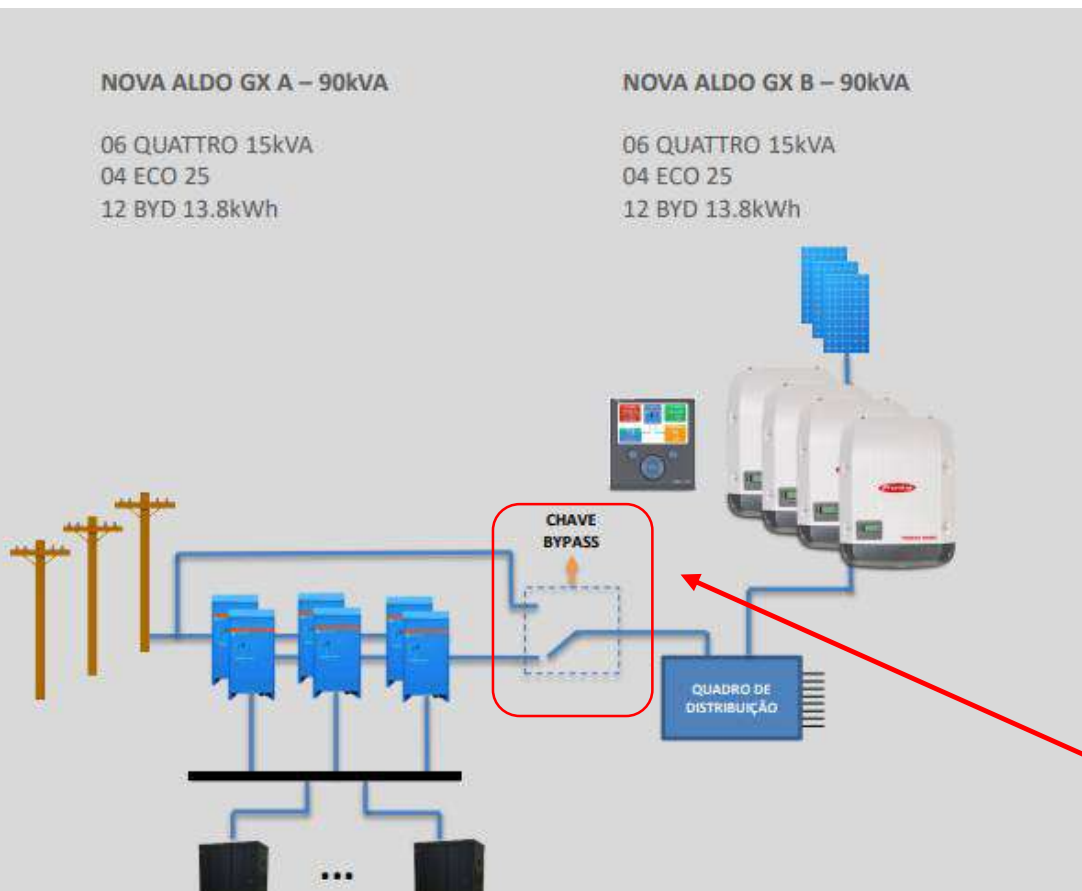 NOVA ALDO GX A – 90kVA
06 QUATTRO 15kVA
04 ECO 25
12 BYD 13.8kWh
NOVA ALDO GX B – 90kVA
06 QUATTRO 15kVA
04 ECO 25
12 BYD 13.8kWh
CHAVE
BYPASS
Fronius
QUADRO DE
DISTRIBUIÇÃO
...